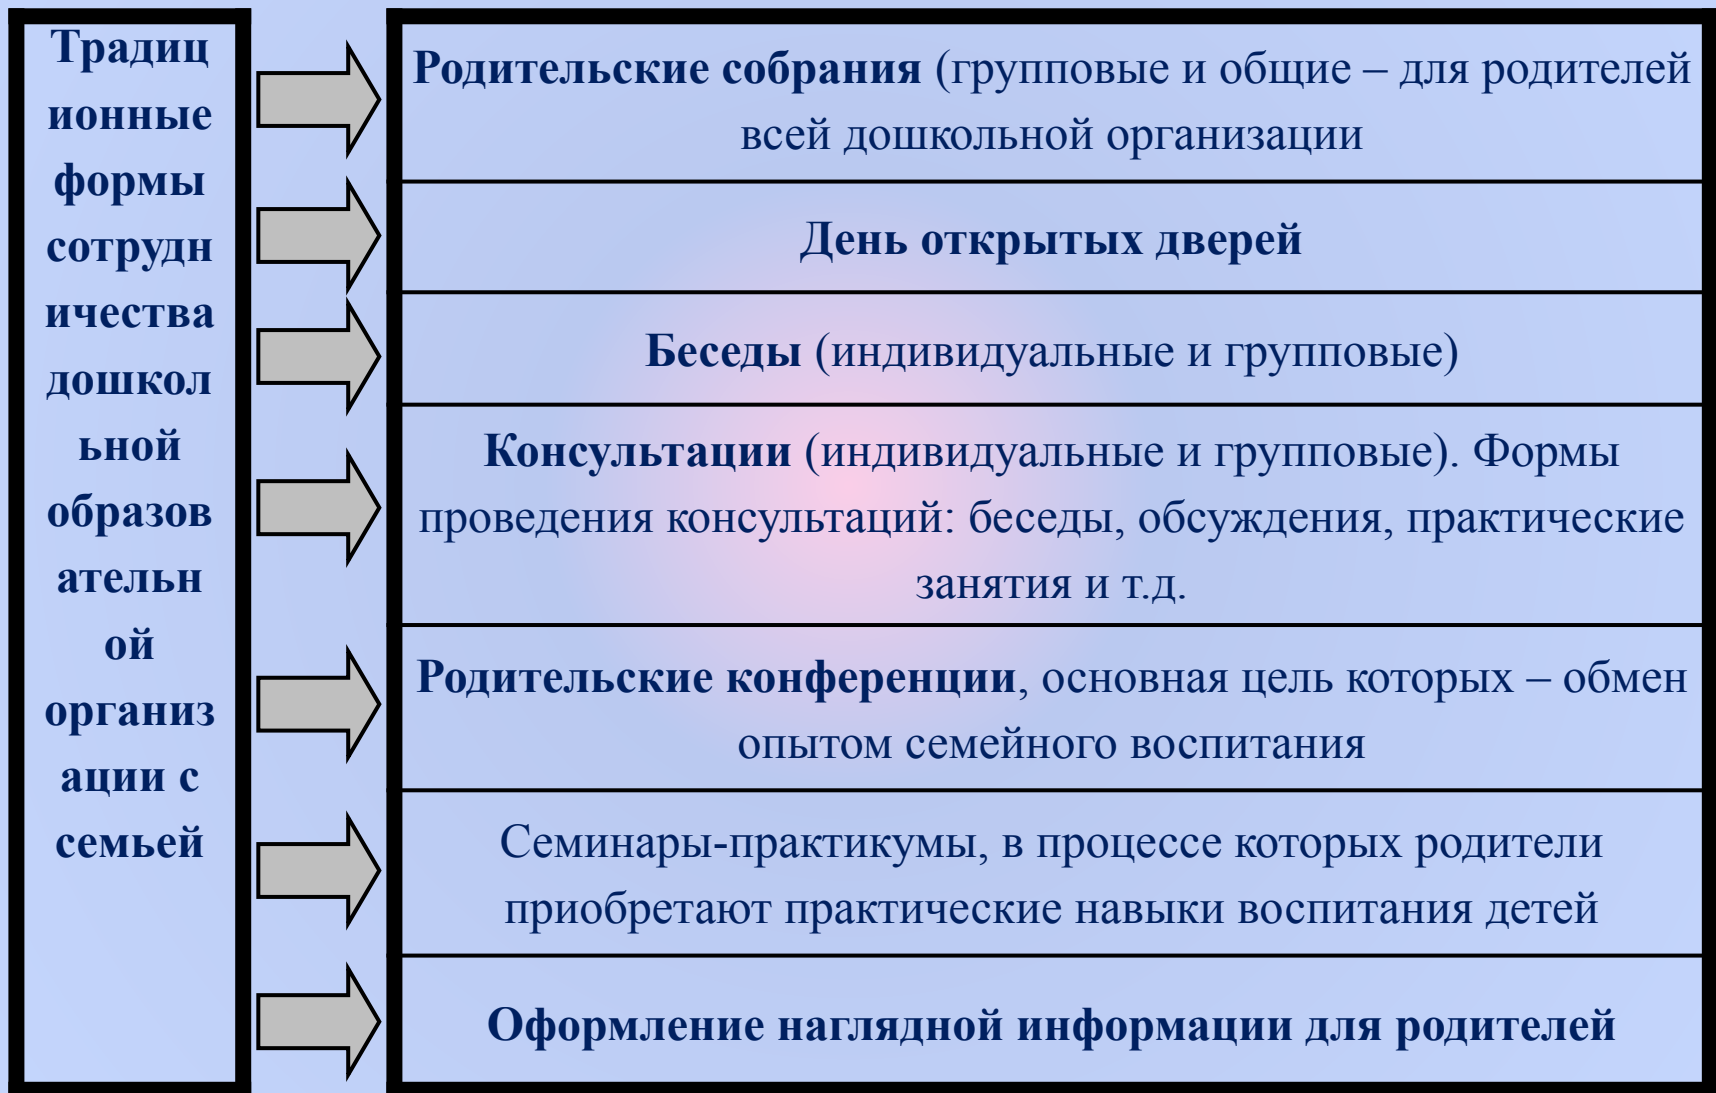 Традиц
ионные
формы
сотрудн
ичества
дошкол
ьной
образов
ательн
ой
организ
ации с
семьей
Родительские собрания (групповые и общие – для родителей
всей дошкольной организации
День открытых дверей
Беседы (индивидуальные и групповые)
Консультации (индивидуальные и групповые). Формы
проведения консультаций: беседы, обсуждения, практические
занятия и т.д.
Родительские конференции, основная цель которых – обмен
опытом семейного воспитания
Семинары-практикумы, в процессе которых родители
приобретают практические навыки воспитания детей
Оформление наглядной информации для родителей